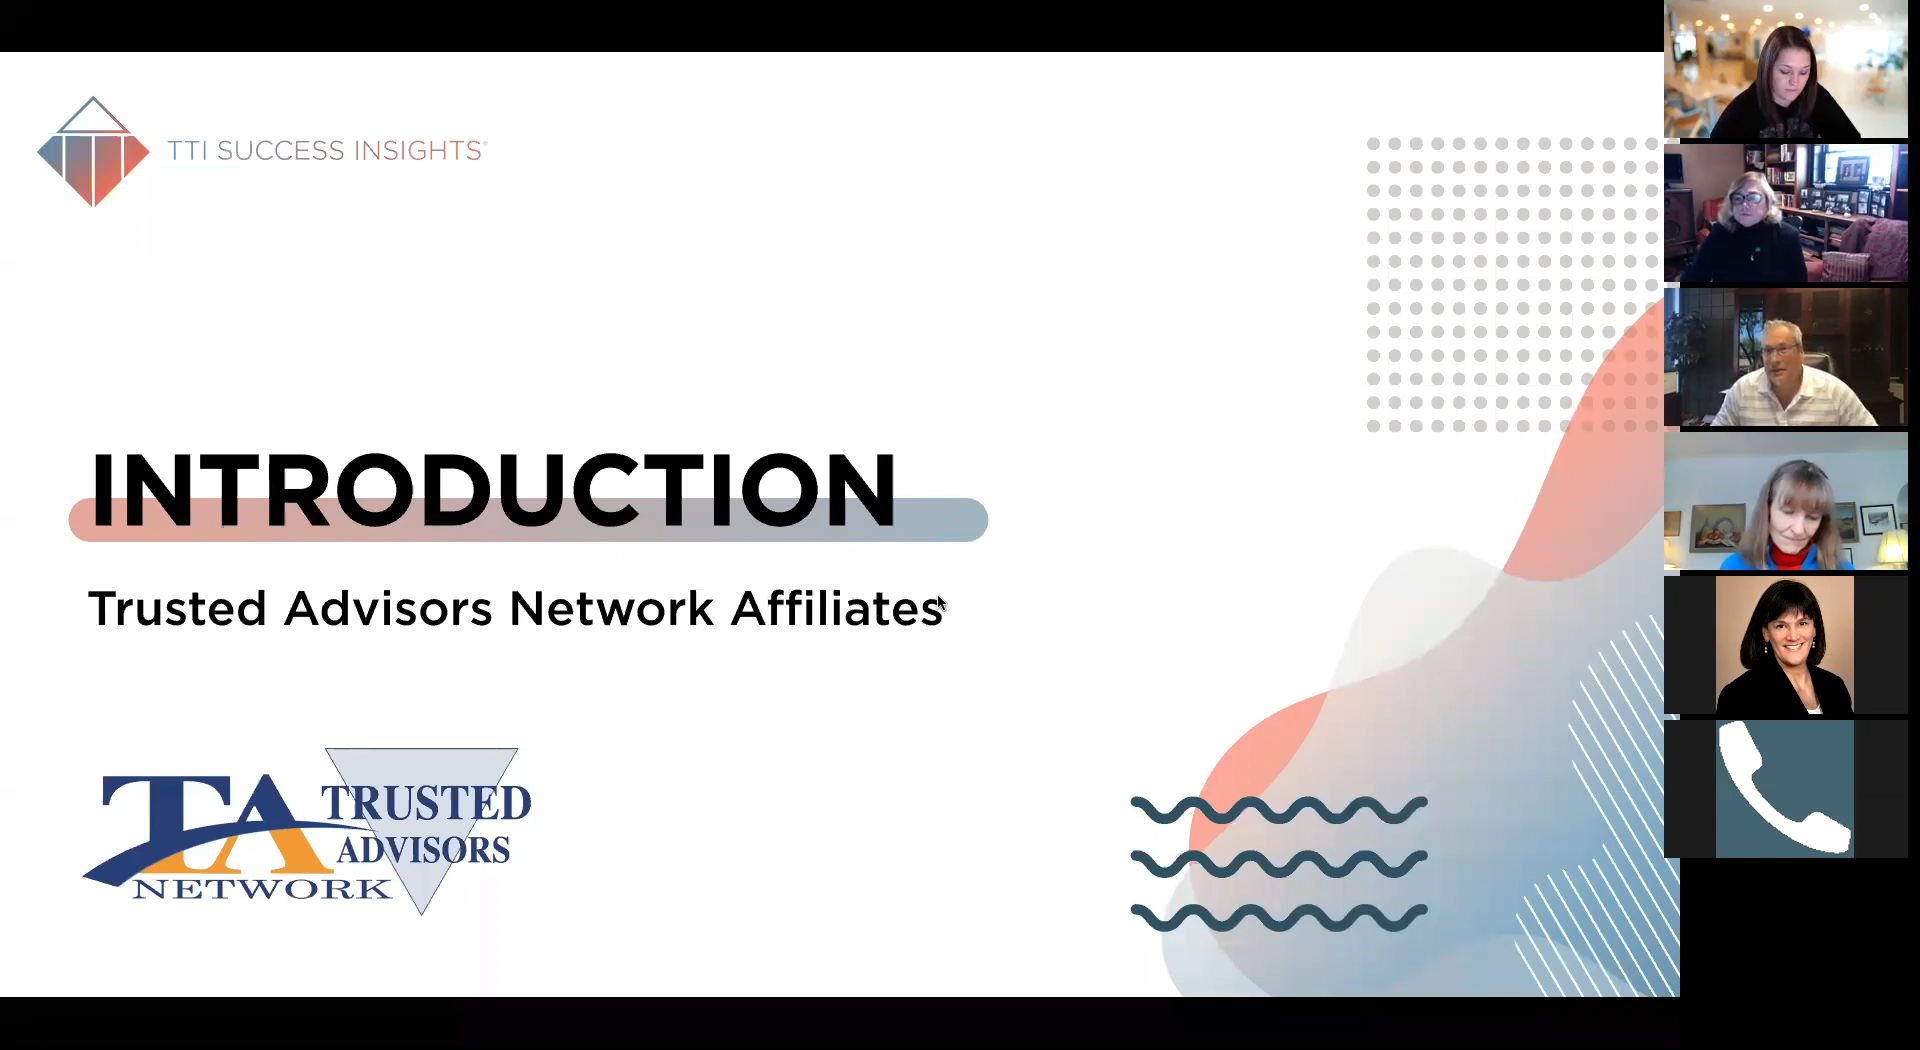 TTI SUCCESS INSIGHTS®
INTRODUCTION
Trusted Advisors Network Affiliates
TA TRUSTED
ADVISORS
NETWORK